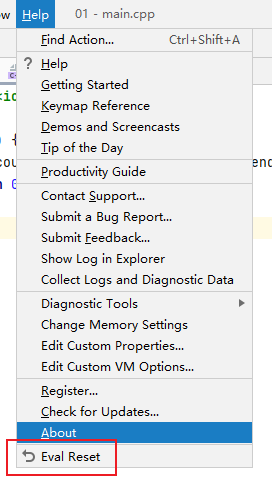 w Help 01 - main.cpp
Find Action... Ctrl+Shift+A
? Help
Getting Started
Keymap Reference
Demos and Screencasts
Tip of the Day
Productivity Guide
Contact Support...
Submit a Bug Report...
Submit Feedback...
Show Log in Explorer
Collect Logs and Diagnostic Data
Diagnostic Tools
Change Memory Settings
Edit Custom Properties...
Edit Custom VM Options...
Register...
Check for Updates...
About
Eval Reset